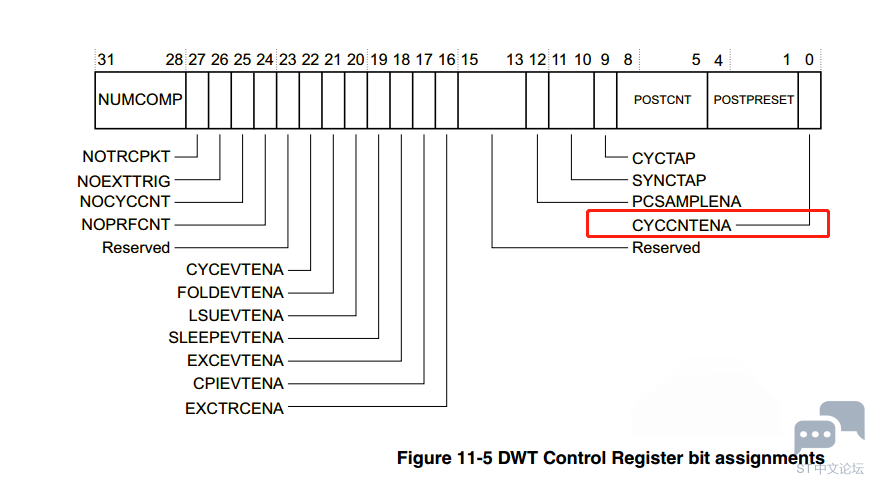 31 28 27 26 25 24 23 22 21 20 19 18 17 16 15 13 12 11 10 9 8 5 4 1 0
NUMCOMP POSTCNT POSTPRESET
NOTRCPKT CYCTAP
NOEXTTRIG SYNCTAP
NOCYCCNT PCSAMPLENA
NOPRFCNT CYCCNTENA
Reserved Reserved
CYCEVTENA
FOLDEVTENA
LSUEVTENA
SLEEPEVTENA
EXCEVTENA
CPIEVTENA
EXCTRCENA
Figure 11-5 DWT Control Register bit assignments
ST中文论坛